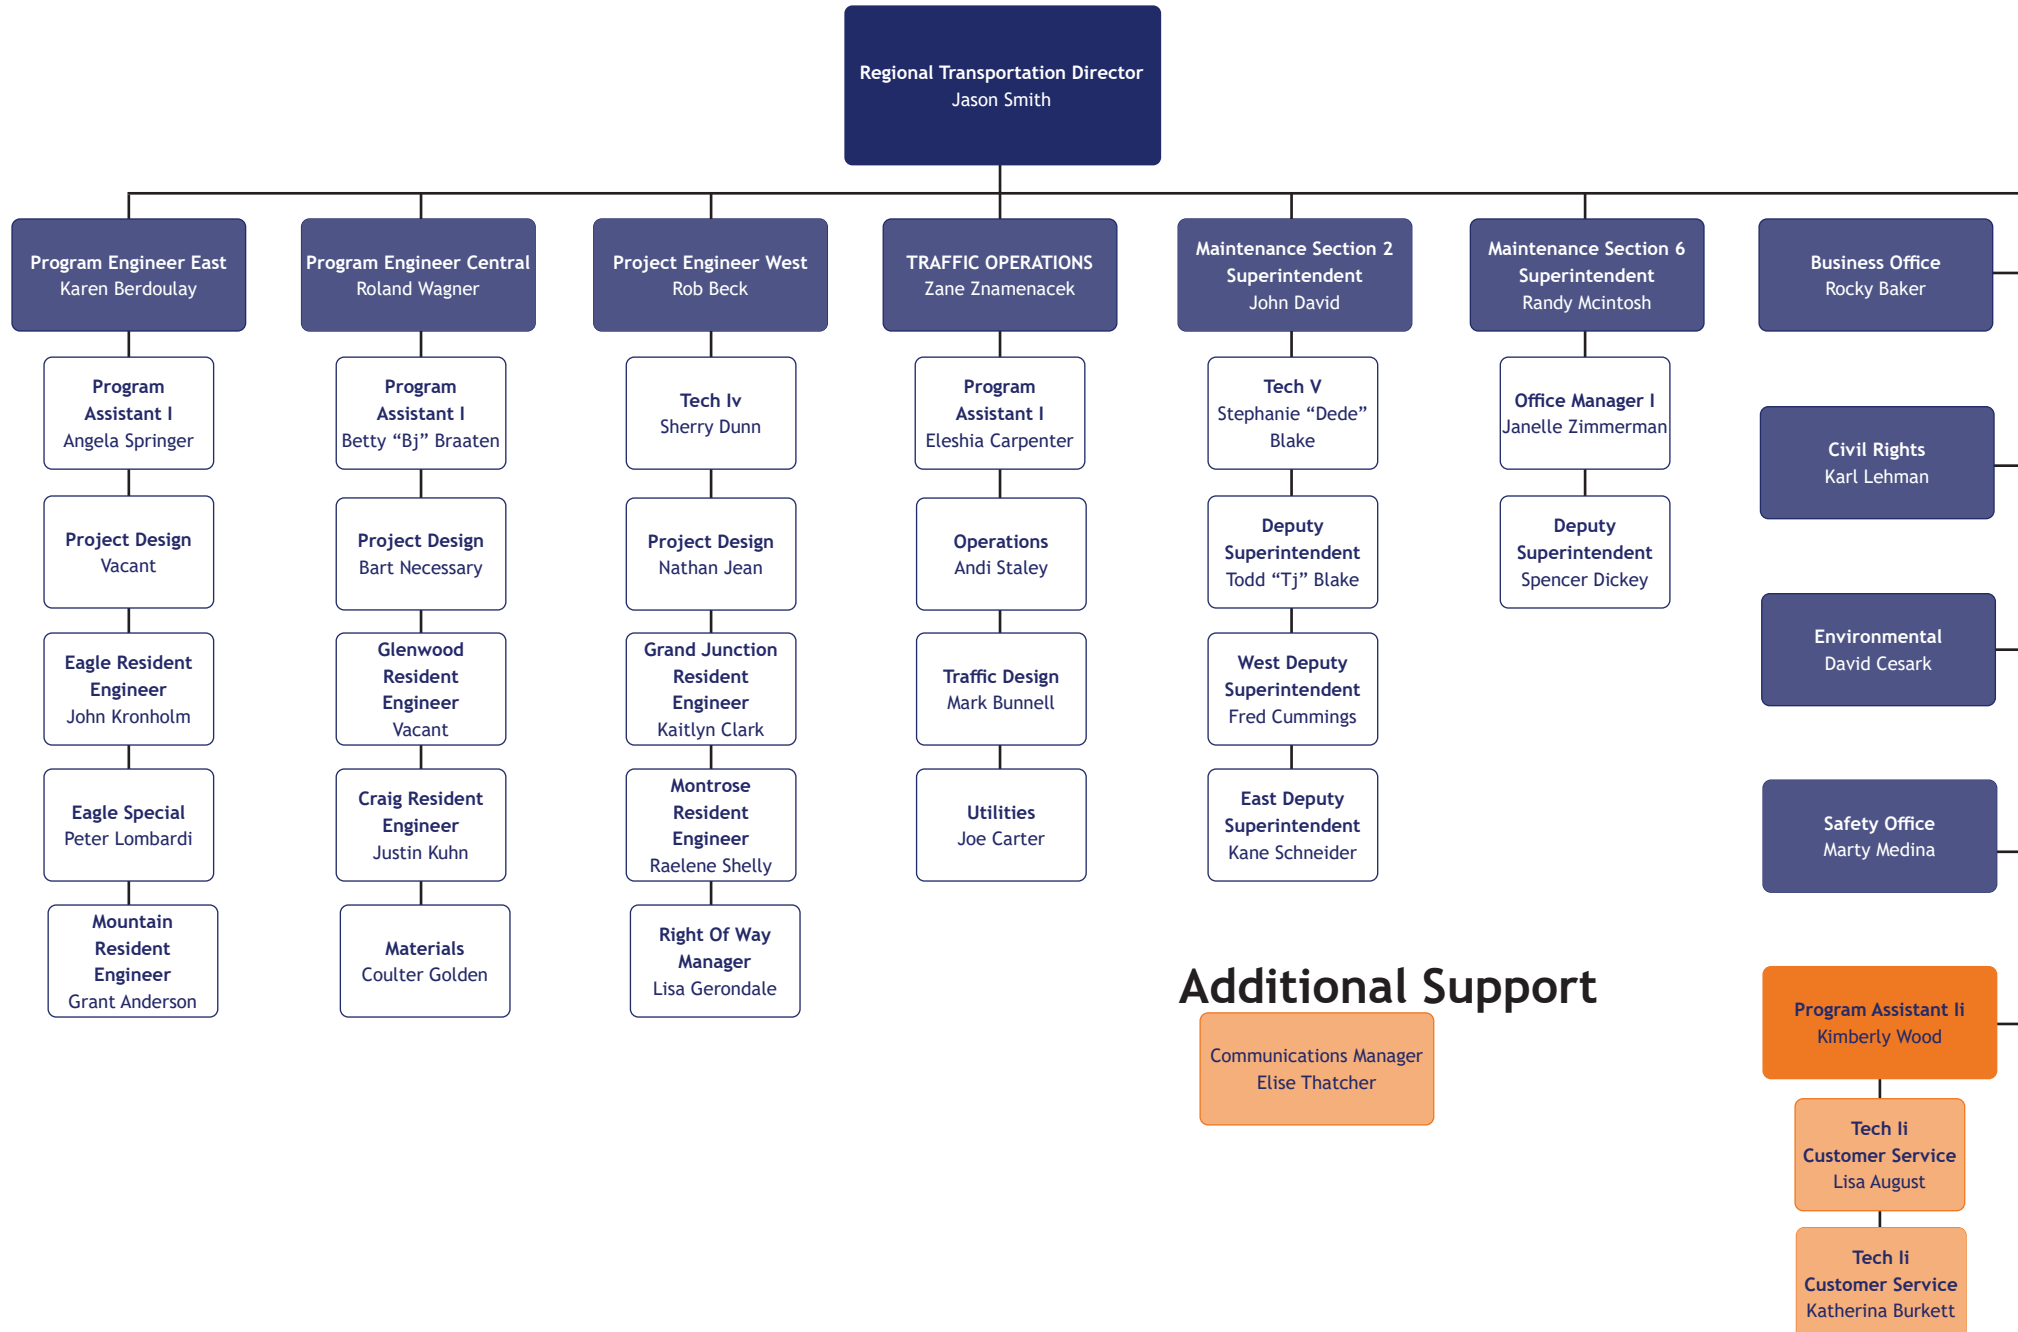 Regional Transportation Director
Jason Smith
Program Engineer East
Karen Berdoulay
Program Assistant I
Angela Springer
Project Design
Vacant
Eagle Resident
Engineer
John Kronholm
Eagle Special
Peter Lombardi
Mountain
Resident
Engineer
Grant Anderson
Program Engineer Central
Roland Wagner
Program
Assistant I
Betty “Bj” Braaten
Project Design
Bart Necessary
Glenwood
Resident
Engineer
Vacant
Craig Resident
Engineer
Justin Kuhn
Materials
Coulter Golden
Project Engineer West
Rob Beck
Tech Iv
Sherry Dunn
Project Design
Nathan Jean
Grand Junction
Resident
Engineer
Kaitlyn Clark
Montrose
Resident
Engineer
Raelene Shelly
Right Of Way
Manager
Lisa Gerondale
TRAFFIC OPERATIONS
Zane Znamenacek
Program
Assistant I
Eleshia Carpenter
Operations
Andi Staley
Traffic Design
Mark Bunnell
Utilities
Joe Carter
Maintenance Section 2
Superintendent
John David
Tech V
Stephanie “Dede”
Blake
Deputy
Superintendent
Todd “Tj” Blake
West Deputy
Superintendent
Fred Cummings
East Deputy
Superintendent
Kane Schneider
Maintenance Section 6
Superintendent
Randy Mcintosh
Office Manager I
Janelle Zimmerman
Deputy
Superintendent
Spencer Dickey
Business Office
Rocky Baker
Civil Rights
Karl Lehman
Environmental
David Cesark
Safety Office
Marty Medina
Program Assistant Ii
Kimberly Wood
Tech Ii
Customer Service
Lisa August
Tech Ii
Customer Service
Katherina Burkett
Additional Support
Communications Manager
Elise Thatcher